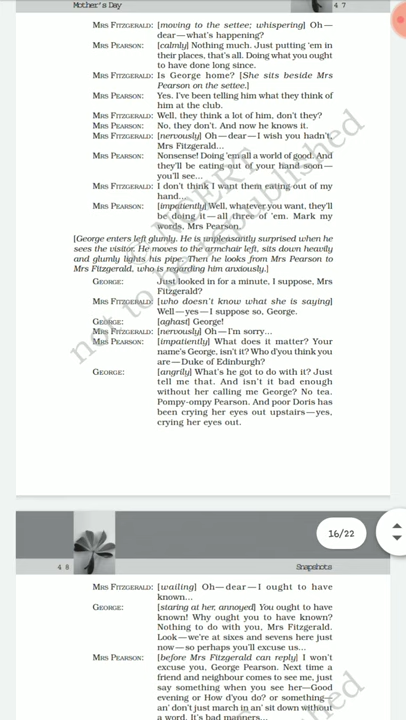 Mother's Day 47
MRS FITZGERALD: [moving to the settee; whispering] Oh—
dear—what's happening?
MRS PEARSON: [calmly] Nothing much. Just putting 'em in
their places, that's all. Doing what you ought
to have done long since.
MRS FITZGERALD: Is George home? [She sits beside Mrs
Pearson on the settee.]
MRS PEARSON: Yes. I've been telling him what they think of
him at the club.
MRS FITZGERALD: Well, they think a lot of him, don't they?
MRS PEARSON: No, they don't. And now he knows it.
MRS FITZGERALD: [nervously] Oh—dear—I wish you hadn't,
Mrs Fitzgerald...
MRS PEARSON: Nonsense! Doing 'em all a world of good. And
they'll be eating out of your hand soon—
you'll see...
MRS FITZGERALD: I don't think I want them eating out of my
hand...
MRS PEARSON: [impatiently] Well, whatever you want, they'll
be doing it—all three of 'em. Mark my
words, Mrs Pearson.
[George enters left glumly. He is unpleasantly surprised when he
sees the visitor. He moves to the armchair left, sits down heavily
and glumly lights his pipe. Then he looks from Mrs Pearson to
Mrs Fitzgerald, who is regarding him anxiously.]
GEORGE: Just looked in for a minute, I suppose, Mrs
Fitzgerald?
MRS FITZGERALD: [who doesn't know what she is saying]
Well—yes—I suppose so, George.
GEORGE: [aghast] George!
MRS FITZGERALD: [nervously] Oh—I'm sorry...
MRS PEARSON: [impatiently] What does it matter? Your
name's George, isn't it? Who d'you think you
are—Duke of Edinburgh?
GEORGE: [angrily] What's he got to do with it? Just
tell me that. And isn't it bad enough
without her calling me George? No tea.
Pompy-ompy Pearson. And poor Doris has
been crying her eyes out upstairs—yes,
crying her eyes out.
not to be republished
16/22
48 Snapshots
MRS FITZGERALD: [wailing] Oh—dear—I ought to have
known...
GEORGE: [staring at her, annoyed] You ought to have
known! Why ought you to have known?
Nothing to do with you, Mrs Fitzgerald.
Look—we're at sixes and sevens here just
now—so perhaps you'll excuse us...
MRS PEARSON: [before Mrs Fitzgerald can reply] I won't
excuse you, George Pearson. Next time a
friend and neighbour comes to see me, just
say something when you see her—Good
evening or How d'you do? or something—
an' don't just march in an' sit down without
a word. It's bad manners...